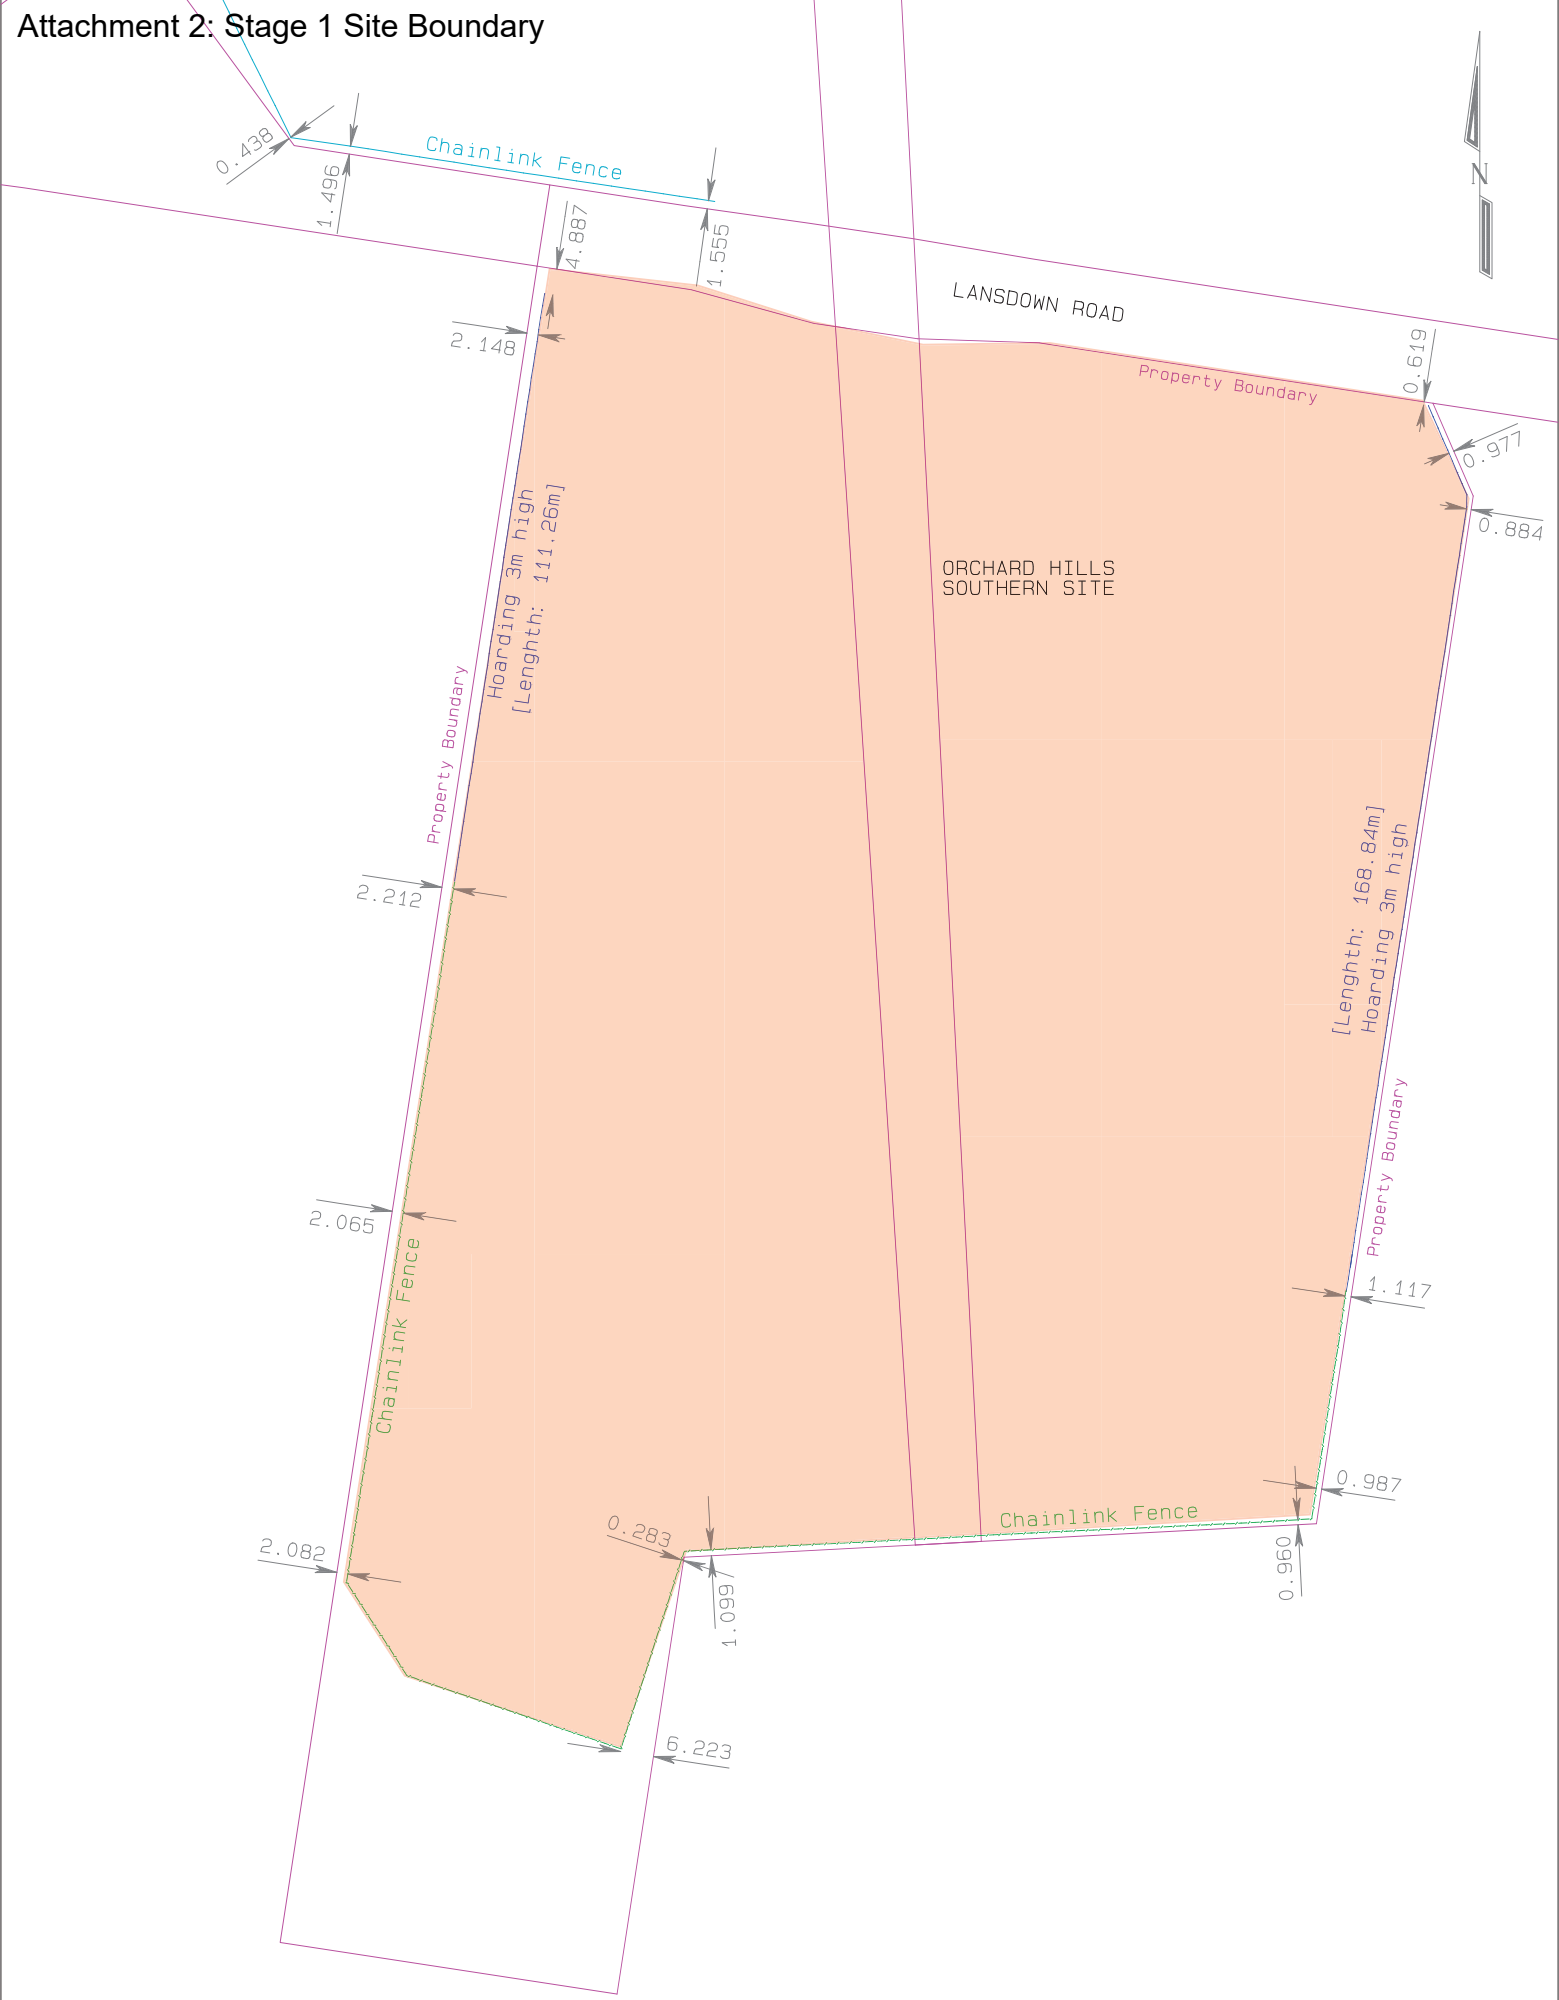 Attachment 2: Stage 1 Site Boundary
0.438
1.496
Chainlink Fence
4.887
1.555
N
LANSDOWN ROAD
2.148
0.619
Property Boundary
0.977
0.884
Hoarding 3m high
[Lenghth: 111.26m]
ORCHARD HILLS
SOUTHERN SITE
Property Boundary
2.212
[Lenghth: 168.84m]
Hoarding 3m high
Property Boundary
2.065
Chainlink Fence
1.117
0.987
Chainlink Fence
0.283
2.082
1.099
0.960
6.223